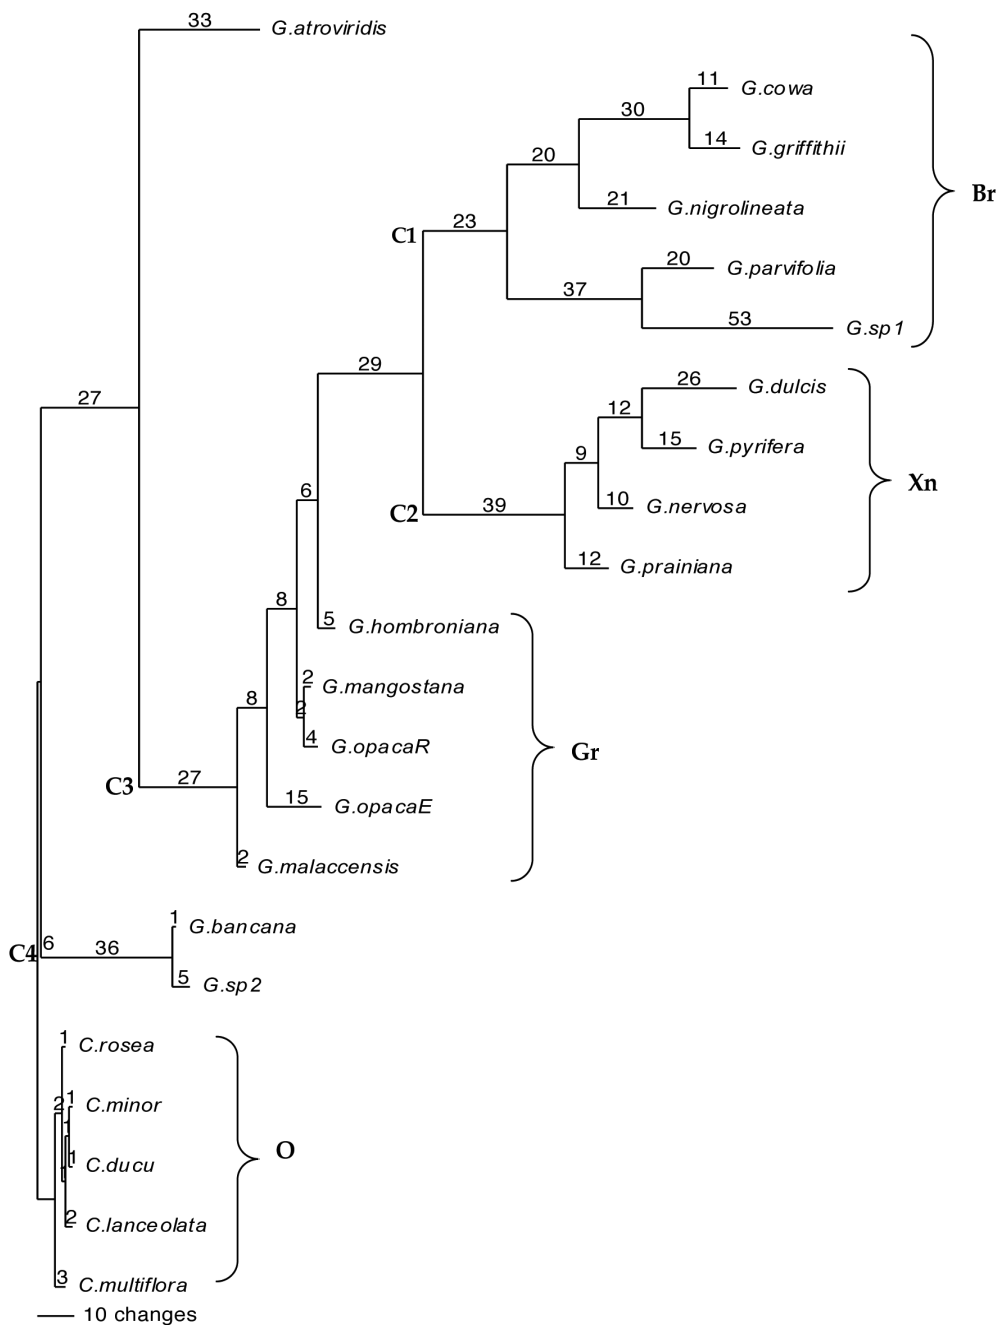 33
G.atroviridis
11
G.cowa
30
14
G.griffithii
20
21
G.nigrolineata
Br
C1
23
20
G.parvifolia
37
53
G.sp1
29
26
G.dulcis
27
12
15
G.pyrifera
9
Xn
6
10
G.nervosa
C2
39
12
G.prainiana
8
5
G.hombroniana
2
G.mangostana
8
2
4
G.opacaR
Gr
C3
27
15
G.opacaE
2
G.malaccensis
1
G.bancana
C4
6
36
5
G.sp2
1
C.rosea
2
1
C.minor
1
O
1
1
C.ducu
2
C.lanceolata
3
C.multiflora
10 changes